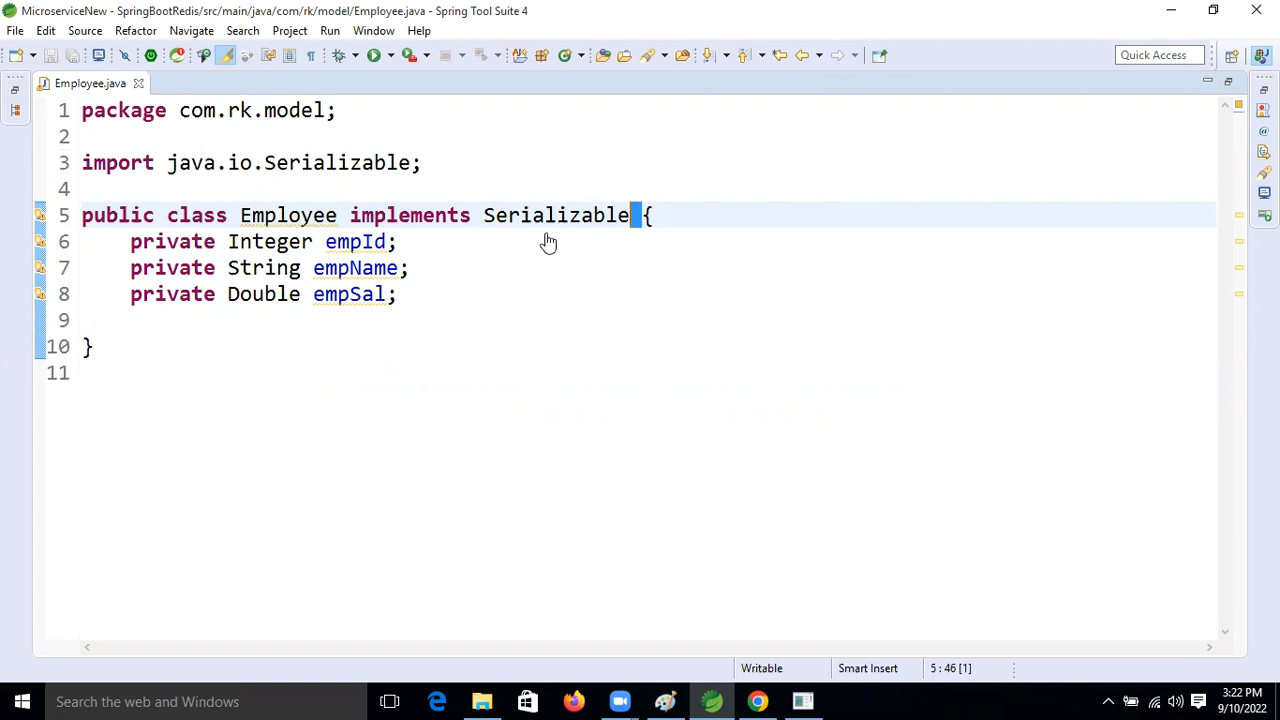 MicroserviceNew - SpringBootRedis/src/main/java/com/rk/model/Employee.java - Spring Tool Suite 4
File Edit Source Refactor Navigate Search Project Run Window Help
Quick Access
Employee.java
1 package com.rk.model;
2
3 import java.io.Serializable;
4
5 public class Employee implements Serializable {
6 private Integer empId;
7 private String empName;
8 private Double empSal;
9
10 }
11
Writable Smart Insert 5 : 46 [1]
Search the web and Windows
3:22 PM
9/10/2022